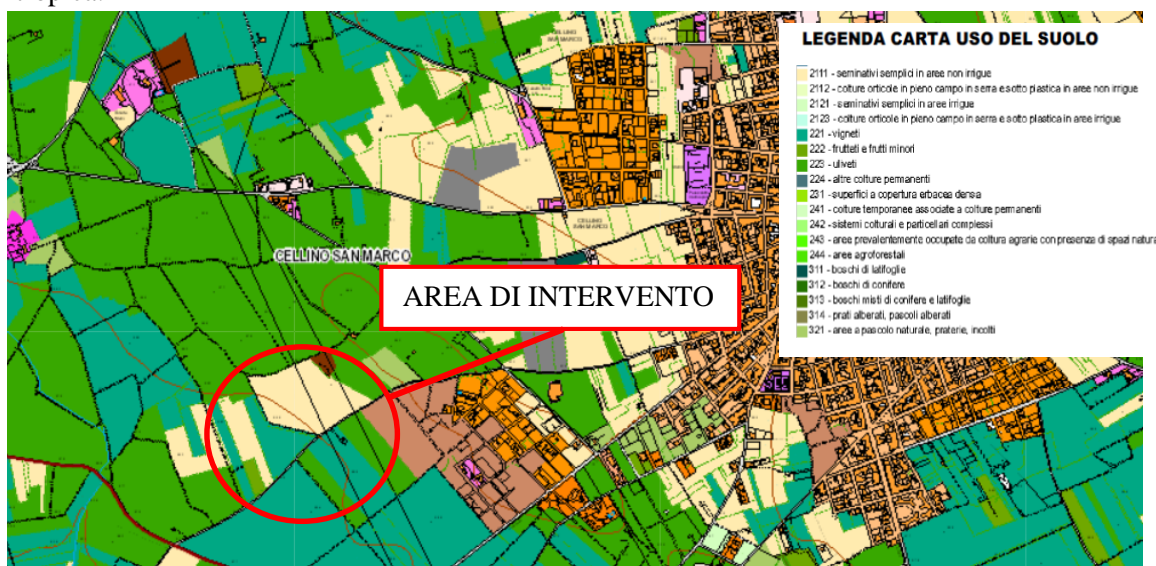 CELLINO
SAN MARCO
CELLINO
SAN MARCO
CELLINO SAN MARCO
AREA DI INTERVENTO
LEGENDA CARTA USO DEL SUOLO
2111 - seminativi semplici in aree non irrigue
2112 - colture orticole in pieno campo in serra e sotto plastica in aree non irrigue
2121 - seminativi semplici in aree irrigue
2123 - colture orticole in pieno campo in serra e sotto plastica in aree irrigue
221 - vigneti
222 - frutteti e frutti minori
223 - uliveti
224 - altre colture permanenti
231 - superfici a copertura erbacea densa
241 - colture temporanee associate a colture permanenti
242 - sistemi colturali e particellari complessi
243 - aree prevalentemente occupate da coltura agrarie con presenza di spazi natura
244 - aree agroforestali
311 - boschi di latifoglie
312 - boschi di conifere
313 - boschi misti di conifere e latifoglie
314 - prati alberati, pascoli alberati
321 - aree a pascolo naturale, praterie, incolti